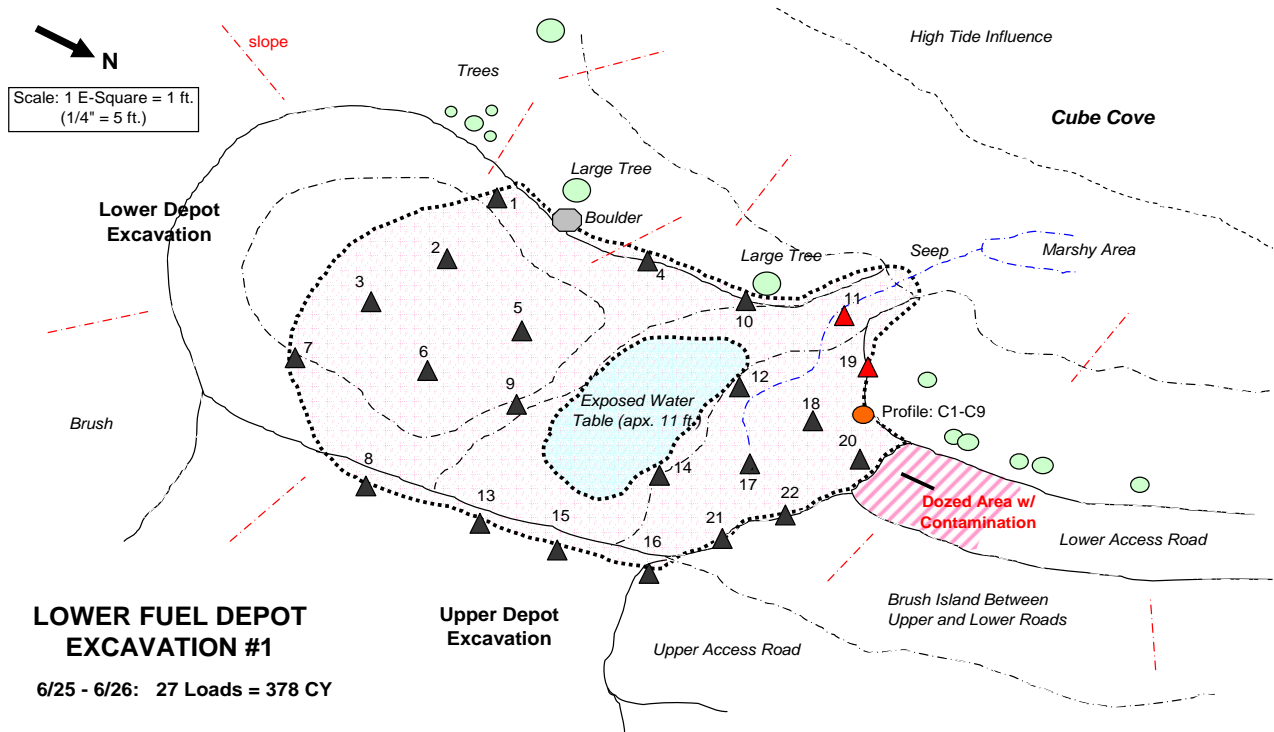 slope
High Tide Influence
N
Trees
Scale: 1 E-Square = 1 ft.
(1/4" = 5 ft.)
Cube Cove
Large Tree
Lower Depot
Excavation
1
Boulder
2
Large Tree
Seep
Marshy Area
4
3
11
5
10
7
6
19
12
9
Exposed Water
Table (apx. 11 ft.
18
Profile: C1-C9
Brush
20
8
14
17
13
22
Dozed Area w/
Contamination
15
21
16
Lower Access Road
LOWER FUEL DEPOT
EXCAVATION #1
Upper Depot
Excavation
Brush Island Between
Upper and Lower Roads
Upper Access Road
6/25 - 6/26: 27 Loads = 378 CY